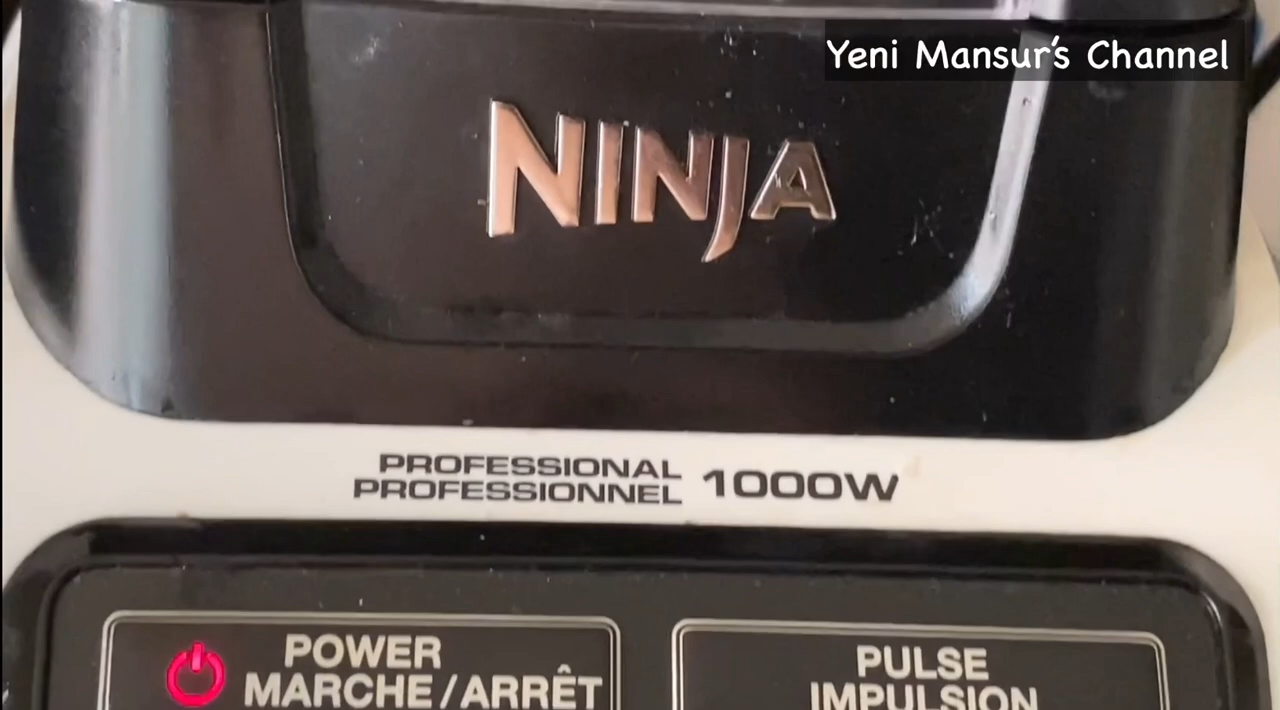 Yeni Mansur's Channel
NINJA
PROFESSIONAL
PROFESSIONNEL
1000W
POWER
MARCHE/ARRÊT
PULSE
IMPULSION